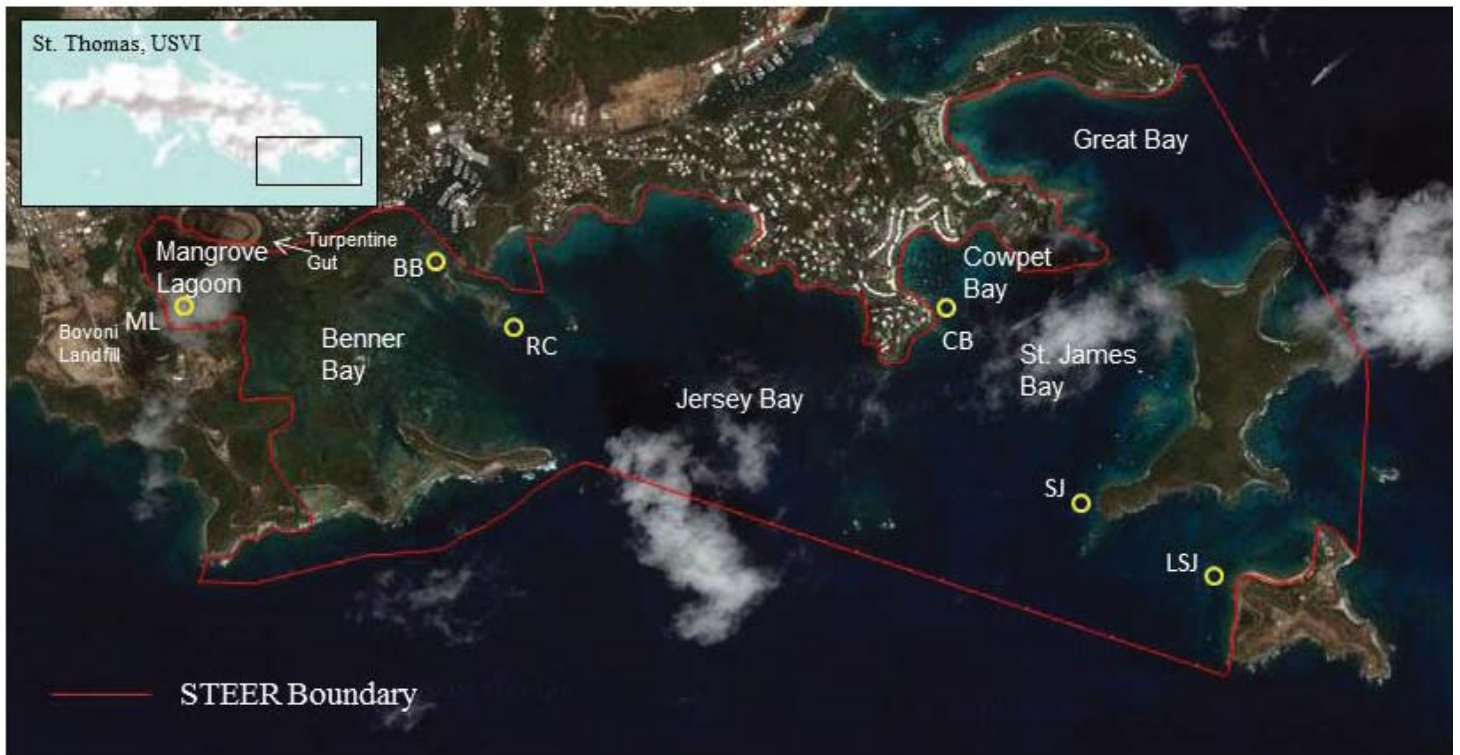 St. Thomas, USVI
Great Bay
Turpentine
Gut
Mangrove
Lagoon
BB
Cowpet
Bay
ML
Bovoni
Landfill
Benner
Bay
RC
CB
St. James
Bay
Jersey Bay
SJ
LSJ
STEER Boundary